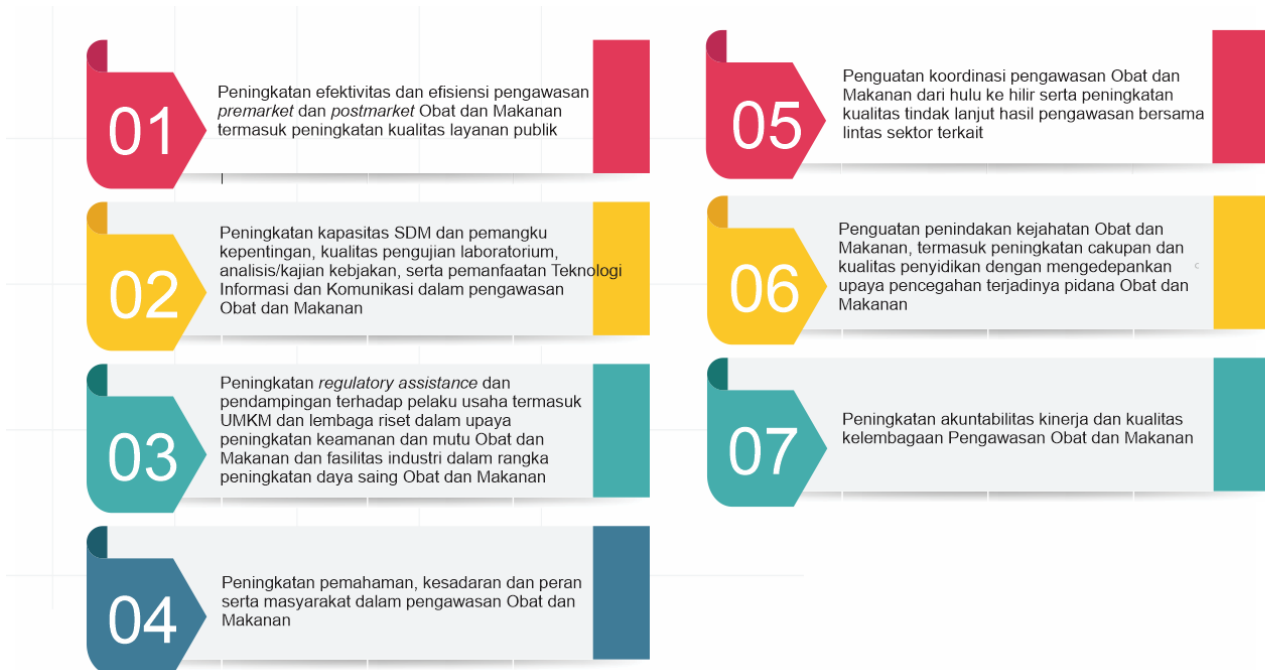 01
Peningkatan efektivitas dan efisiensi pengawasan
premarket dan postmarket Obat dan Makanan
termasuk peningkatan kualitas layanan publik
02
Peningkatan kapasitas SDM dan pemangku
kepentingan, kualitas pengujian laboratorium,
analisis/kajian kebjakan, serta pemanfaatan Teknologi
Informasi dan Komunikasi dalam pengawasan
Obat dan Makanan
03
Peningkatan regulatory assistance dan
pendampingan terhadap pelaku usaha termasuk
UMKM dan lembaga riset dalam upaya
peningkatan keamanan dan mutu Obat dan
Makanan dan fasilitas industri dalam rangka
peningkatan daya saing Obat dan Makanan
04
Peningkatan pemahaman, kesadaran dan peran
serta masyarakat dalam pengawasan Obat dan
Makanan
05
Penguatan koordinasi pengawasan Obat dan
Makanan dari hulu ke hilir serta peningkatan
kualitas tindak lanjut hasil pengawasan bersama
lintas sektor terkait
06
Penguatan penindakan kejahatan Obat dan
Makanan, termasuk peningkatan cakupan dan
kualitas penyidikan dengan mengedepankan
upaya pencegahan terjadinya pidana Obat dan
Makanan
07
Peningkatan akuntabilitas kinerja dan kualitas
kelembagaan Pengawasan Obat dan Makanan